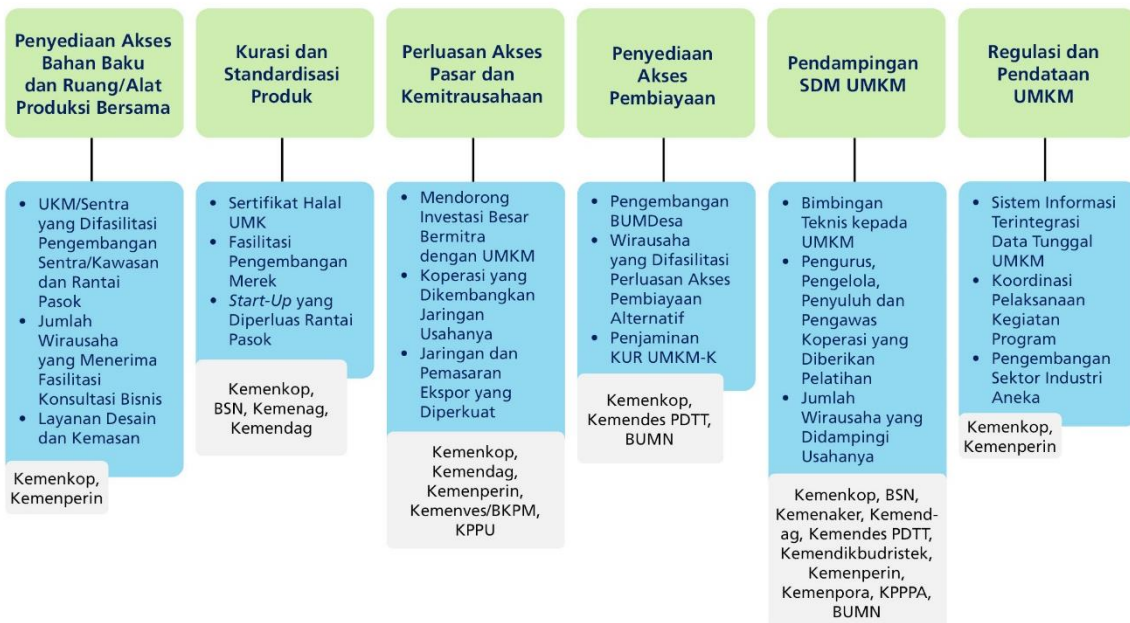 Penyediaan Akses
Bahan Baku
dan Ruang/Alat
Produksi Bersama
UKM/Sentra
yang Difasilitasi
Pengembangan
Sentra/Kawasan
dan Rantai
Pasok
Jumlah
Wirausaha
yang Menerima
Fasilitasi
Konsultasi Bisnis
Layanan Desain
dan Kemasan
Kemenkop,
Kemenperin
Kurasi dan
Standardisasi
Produk
Sertifikat Halal
UMK
Fasilitasi
Pengembangan
Merek
Start-Up yang
Diperluas Rantai
Pasok
Kemenkop,
BSN, Kemenag,
Kemendag
Perluasan Akses
Pasar dan
Kemitrausahaan
Mendorong
Investasi Besar
Bermitra
dengan UMKM
Koperasi yang
Dikembangkan
Jaringan
Usahanya
Jaringan dan
Pemasaran
Ekspor yang
Diperkuat
Kemenkop,
Kemendag,
Kemenperin,
Kemenves/BKPM,
KPPU
Penyediaan
Akses
Pembiayaan
Pengembangan
BUMDesa
Wirausaha
yang Difasilitasi
Perluasan Akses
Pembiayaan
Alternatif
Penjaminan
KUR UMKM-K
Kemenkop,
Kemendes PDTT,
BUMN
Pendampingan
SDM UMKM
Bimbingan
Teknis kepada
UMKM
Pengurus,
Pengelola,
Penyuluh dan
Pengawas
Koperasi yang
Diberikan
Pelatihan
Jumlah
Wirausaha yang
Didampingi
Usahanya
Kemenkop, BSN,
Kemenaker, Kemend-
ag, Kemendes PDTT,
Kemendikbudristek,
Kemenperin,
Kemenpora, KPPPA,
BUMN
Regulasi dan
Pendataan
UMKM
Sistem Informasi
Terintegrasi
Data Tunggal
UMKM
Koordinasi
Pelaksanaan
Kegiatan
Program
Pengembangan
Sektor Industri
Aneka
Kemenkop,
Kemenperin